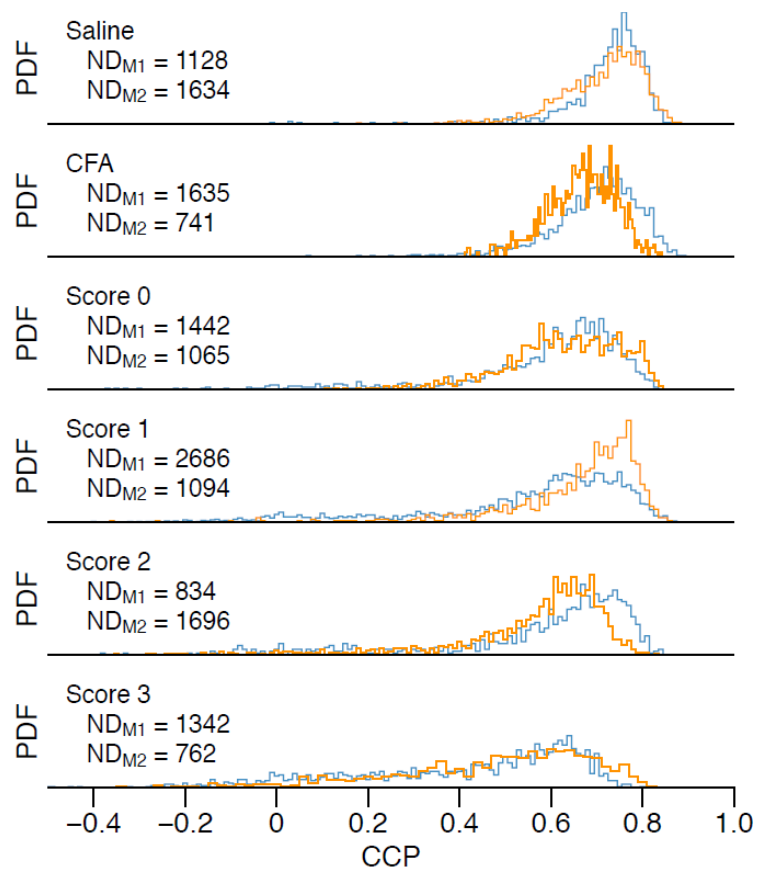 PDF
Saline
ND_M1 = 1128
ND_M2 = 1634
PDF
CFA
ND_M1 = 1635
ND_M2 = 741
PDF
Score 0
ND_M1 = 1442
ND_M2 = 1065
PDF
Score 1
ND_M1 = 2686
ND_M2 = 1094
PDF
Score 2
ND_M1 = 834
ND_M2 = 1696
PDF
Score 3
ND_M1 = 1342
ND_M2 = 762
−0.4 −0.2 0 0.2 0.4 0.6 0.8 1.0
CCP